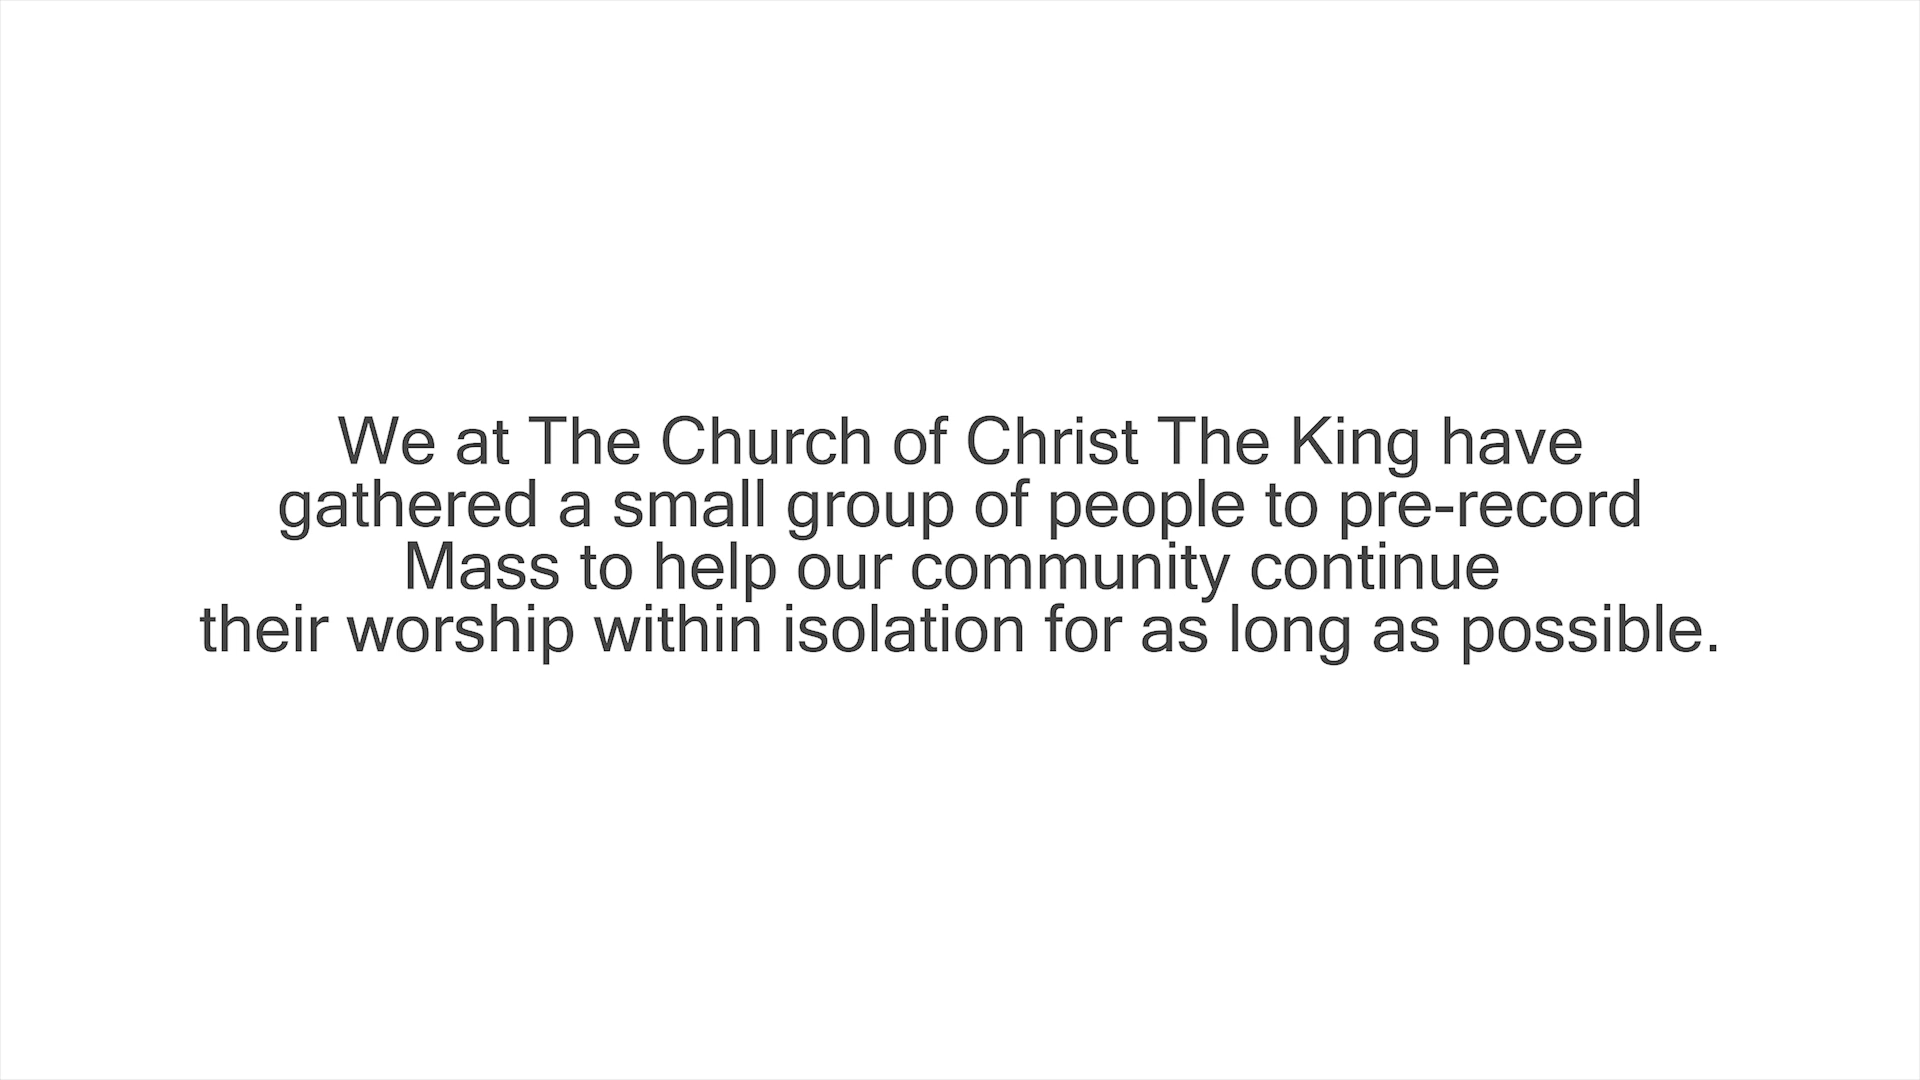 We at The Church of Christ The King have
gathered a small group of people to pre-record
Mass to help our community continue
their worship within isolation for as long as possible.